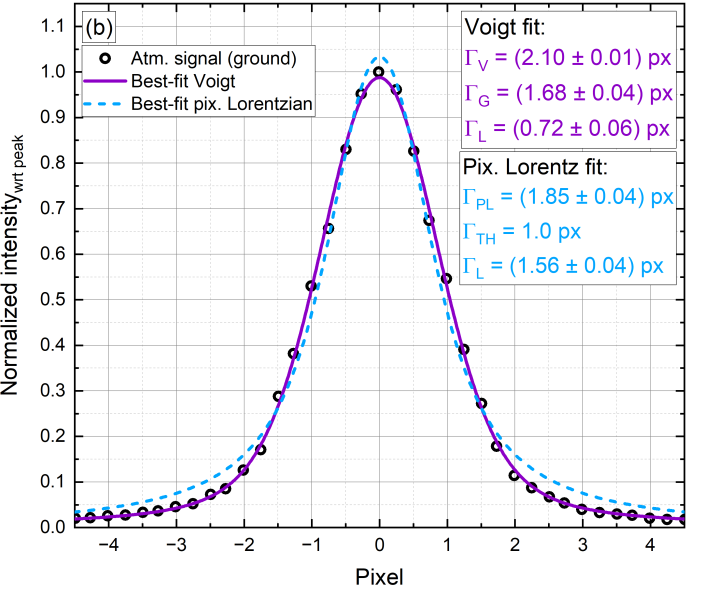 (b)
Atm. signal (ground)
Best-fit Voigt
Best-fit pix. Lorentzian
Voigt fit:
ΓV = (2.10 ± 0.01) px
ΓG = (1.68 ± 0.04) px
ΓL = (0.72 ± 0.06) px
Pix. Lorentz fit:
ΓPL = (1.85 ± 0.04) px
ΓTH = 1.0 px
ΓL = (1.56 ± 0.04) px
Normalized intensity wrt peak
1.1
1.0
0.9
0.8
0.7
0.6
0.5
0.4
0.3
0.2
0.1
0.0
−4 −3 −2 −1 0 1 2 3 4
Pixel